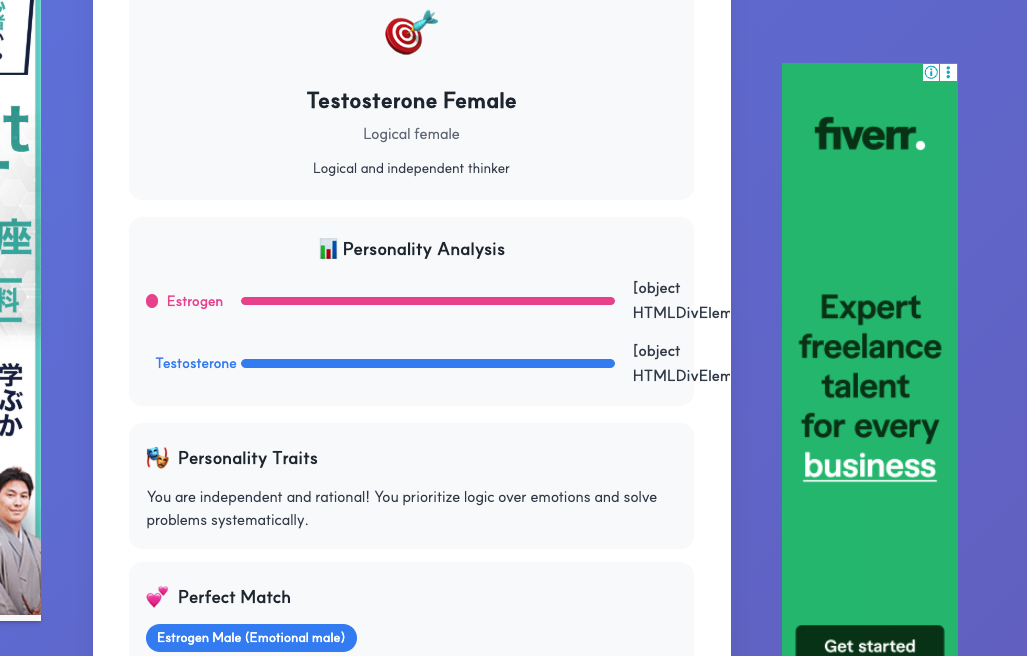 t
座
料
学
ぶ
か
Testosterone Female
Logical female
Logical and independent thinker
Personality Analysis
Estrogen
[object
HTMLDivElem
Testosterone
[object
HTMLDivElem
Personality Traits
You are independent and rational! You prioritize logic over emotions and solve
problems systematically.
Perfect Match
Estrogen Male (Emotional male)
fiverr.
Expert
freelance
talent
for every
business
Get started